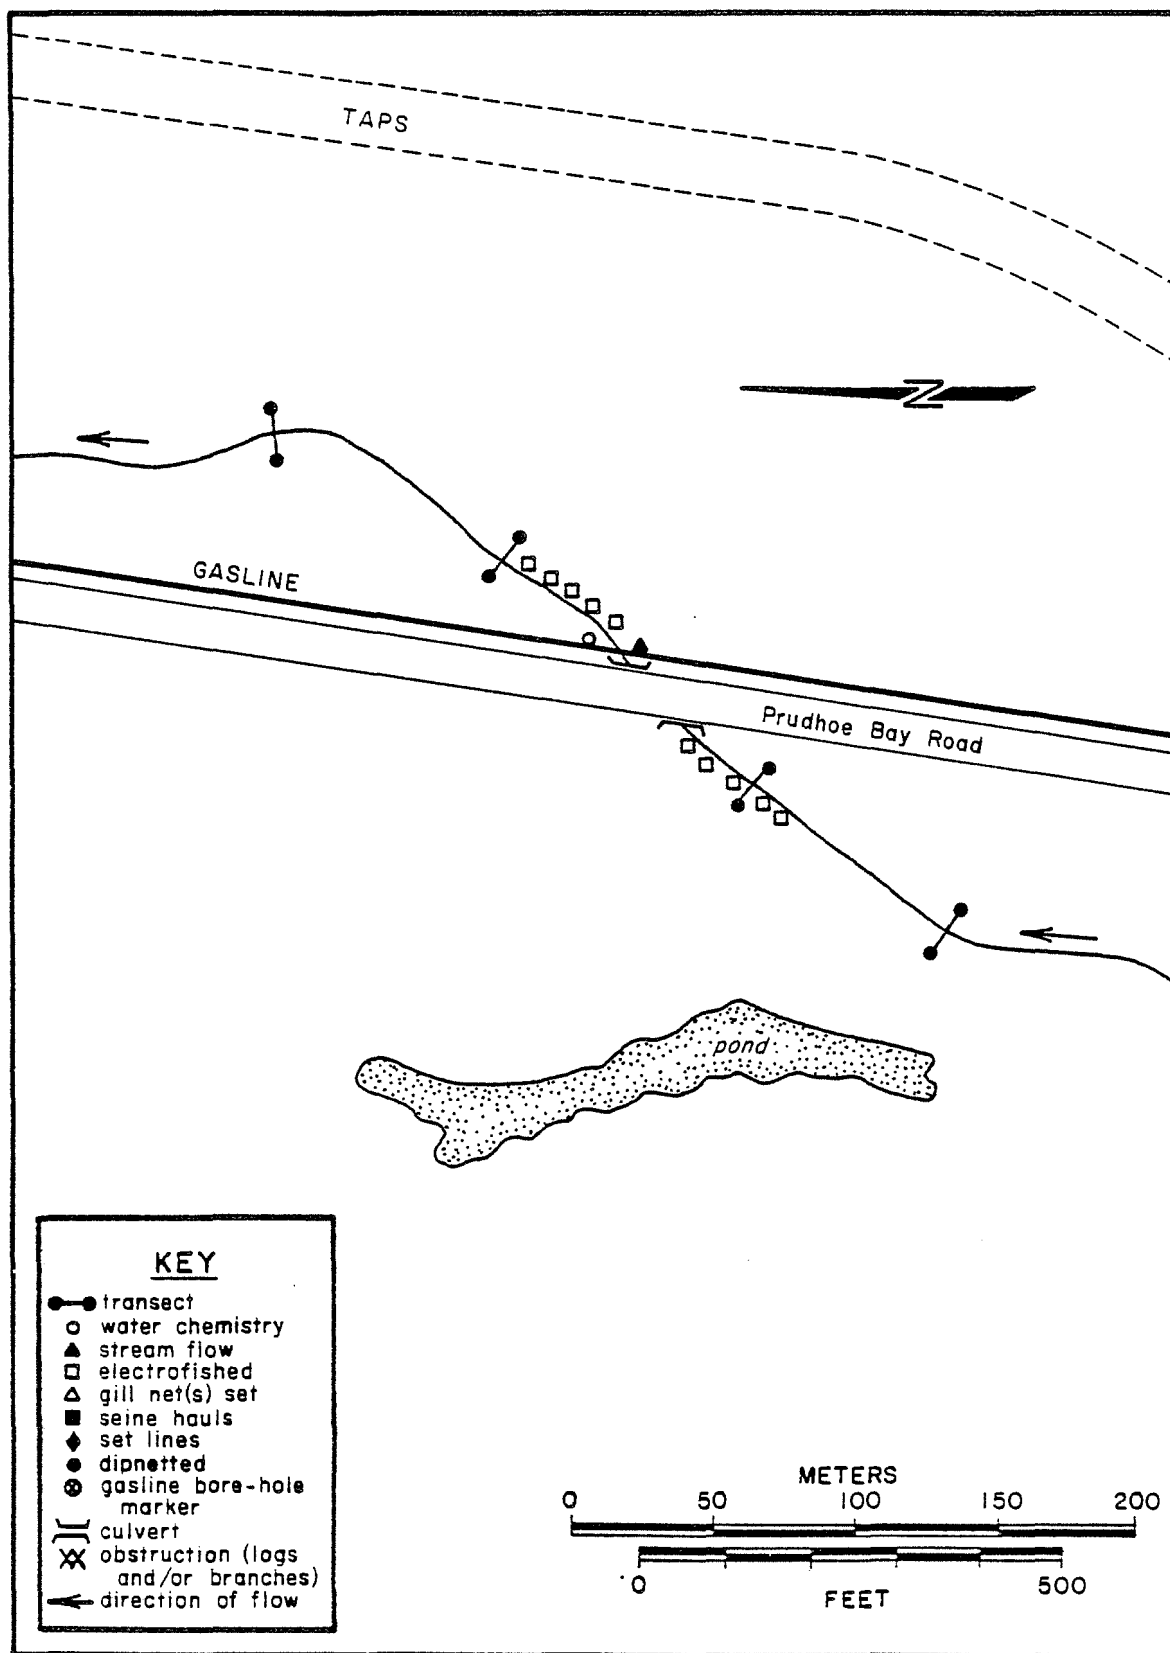 TAPS
N
GASLINE
Prudhoe Bay Road
pond
KEY
transect
water chemistry
stream flow
electrofished
gill net(s) set
seine hauls
set lines
dipnetted
gasline bore-hole
marker
culvert
obstruction (logs
and/or branches)
direction of flow
METERS
0 50 100 150 200
0 500
FEET